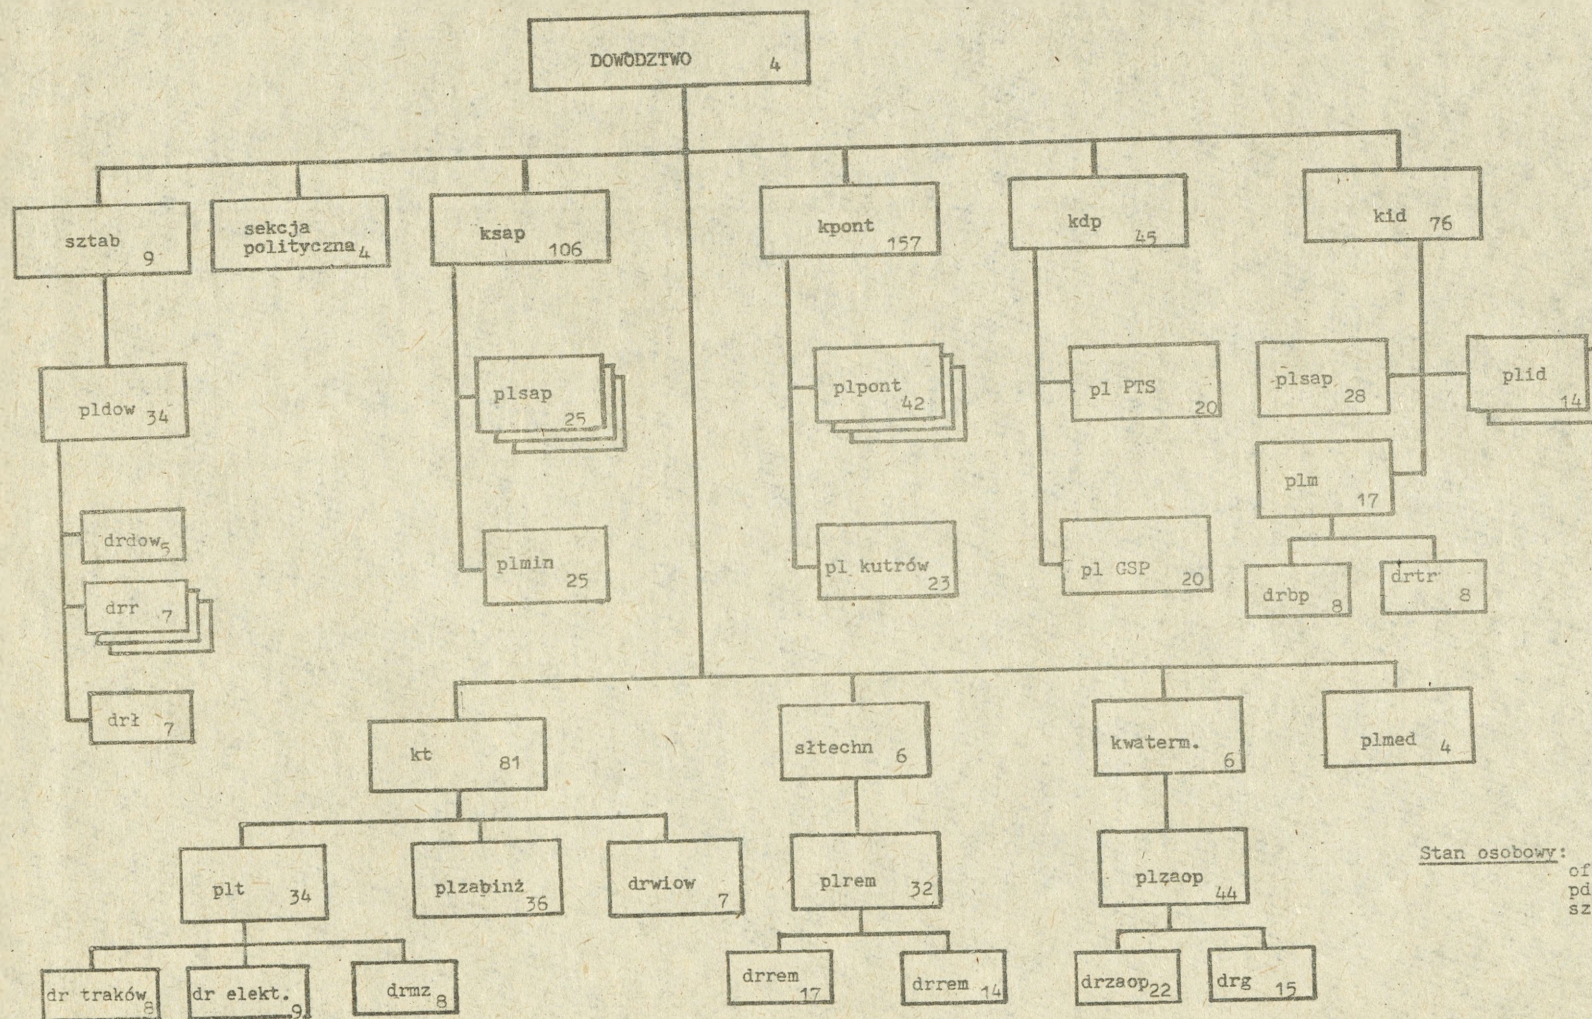 DOWÓDZTWO 4
sztab 9
sekcja
polityczna 4
ksap 106
kpont 157
kdp 45
kid 76
pldow 34
plsap 25
plpont 42
pl PTS 20
plsap 28
plid 14
plm 17
drdow 5
drr 7
drł 7
plmin 25
pl kutrów 23
pl GSP 20
drbp 8
drtr 8
kt 81
słtechn 6
kwaterm. 6
plmed 4
plt 34
plzabinż 36
drwiow 7
plrem 32
plzaop 44
Stan osobowy:
of
pd
sz
dr traków 8
dr elekt. 9
drmz 8
drrem 17
drrem 14
drzaop 22
drg 15